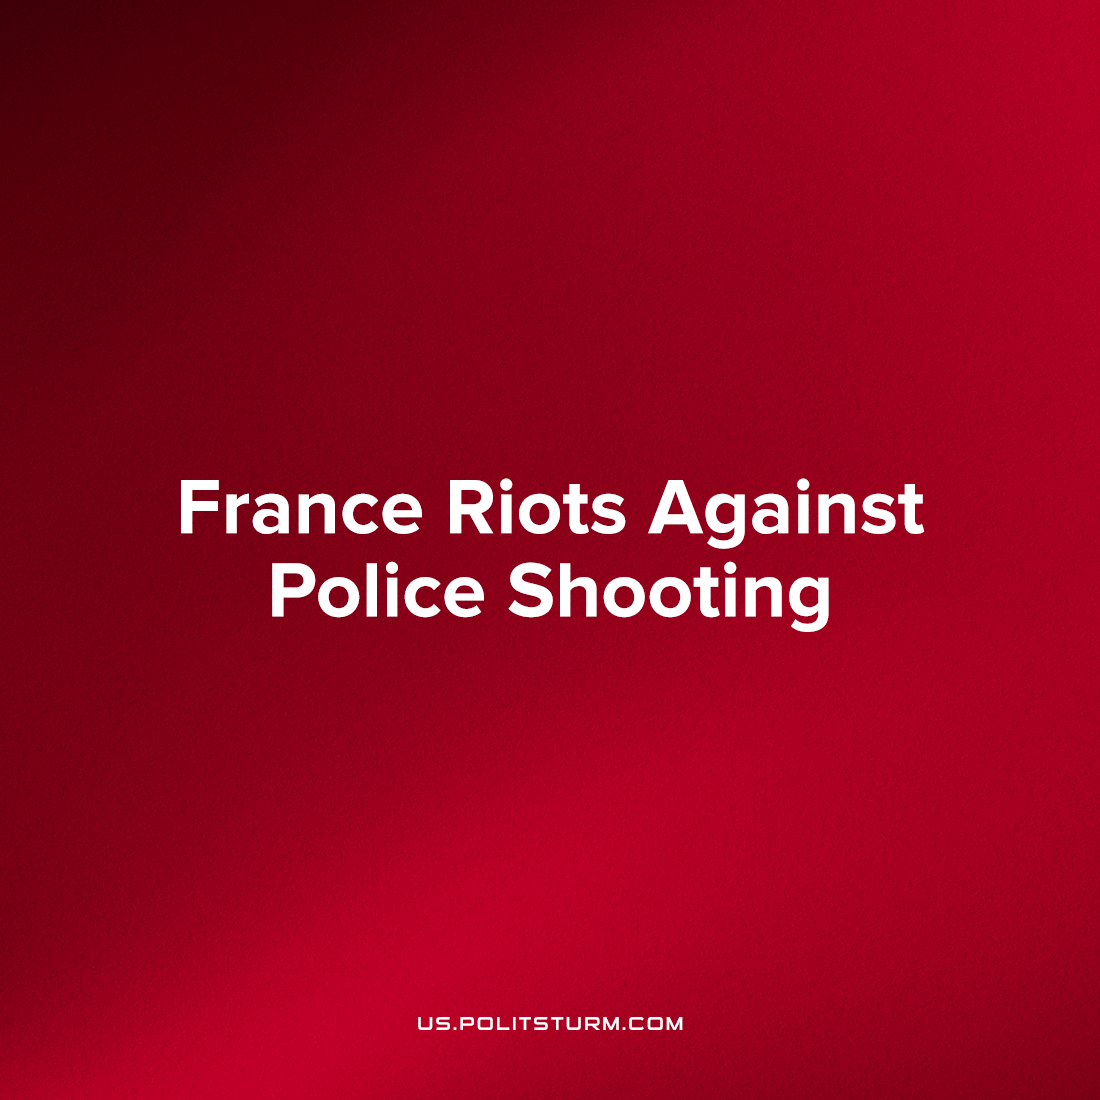 France Riots Against
Police Shooting
US.POLITSTURM.COM